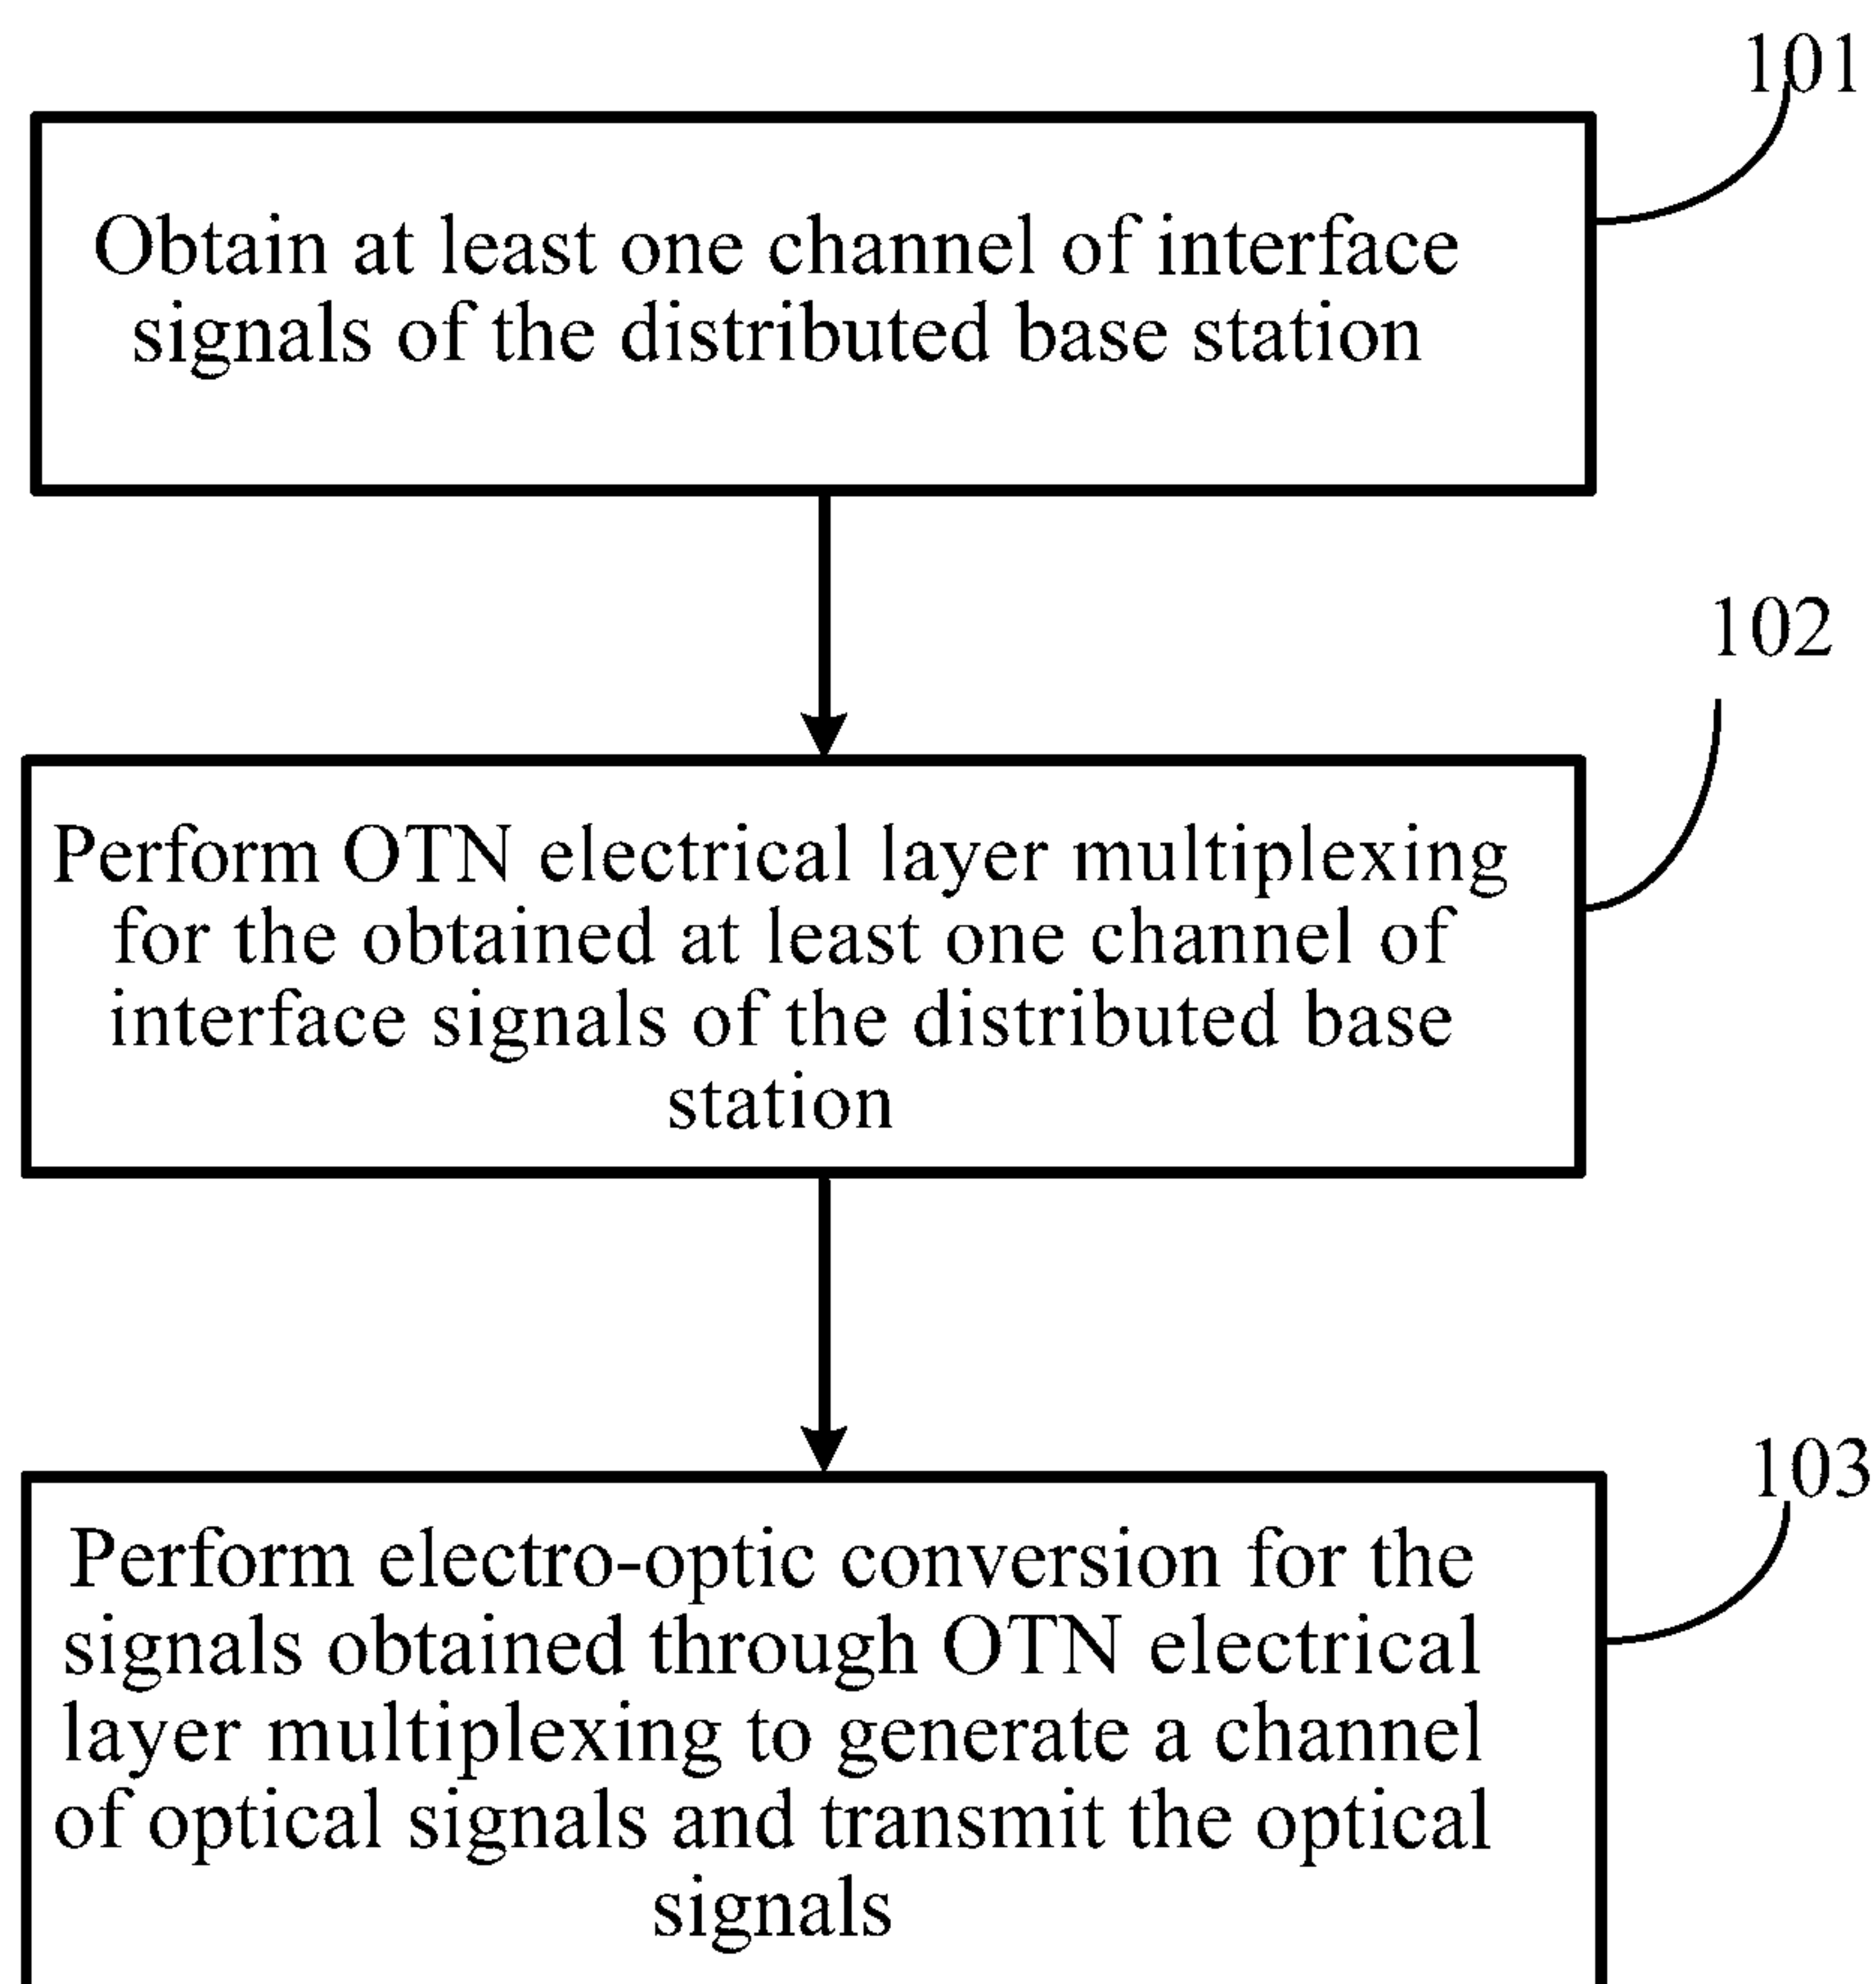 101
Obtain at least one channel of interface
signals of the distributed base station
102
Perform OTN electrical layer multiplexing
for the obtained at least one channel of
interface signals of the distributed base
station
103
Perform electro-optic conversion for the
signals obtained through OTN electrical
layer multiplexing to generate a channel
of optical signals and transmit the optical
signals